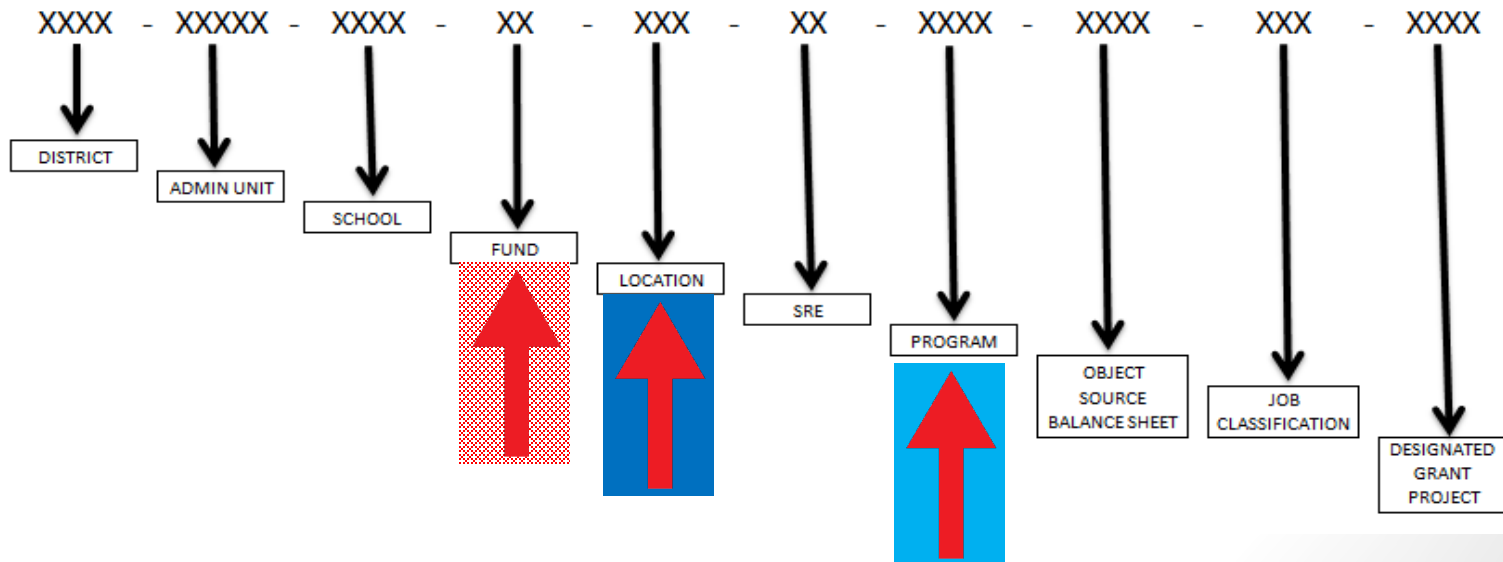 XXXX - XXXXX - XXXX - XX - XXX - XX - XXXX - XXXX - XXX - XXXX
DISTRICT
ADMIN UNIT
SCHOOL
FUND
LOCATION
SRE
PROGRAM
OBJECT
SOURCE
BALANCE SHEET
JOB
CLASSIFICATION
DESIGNATED
GRANT
PROJECT